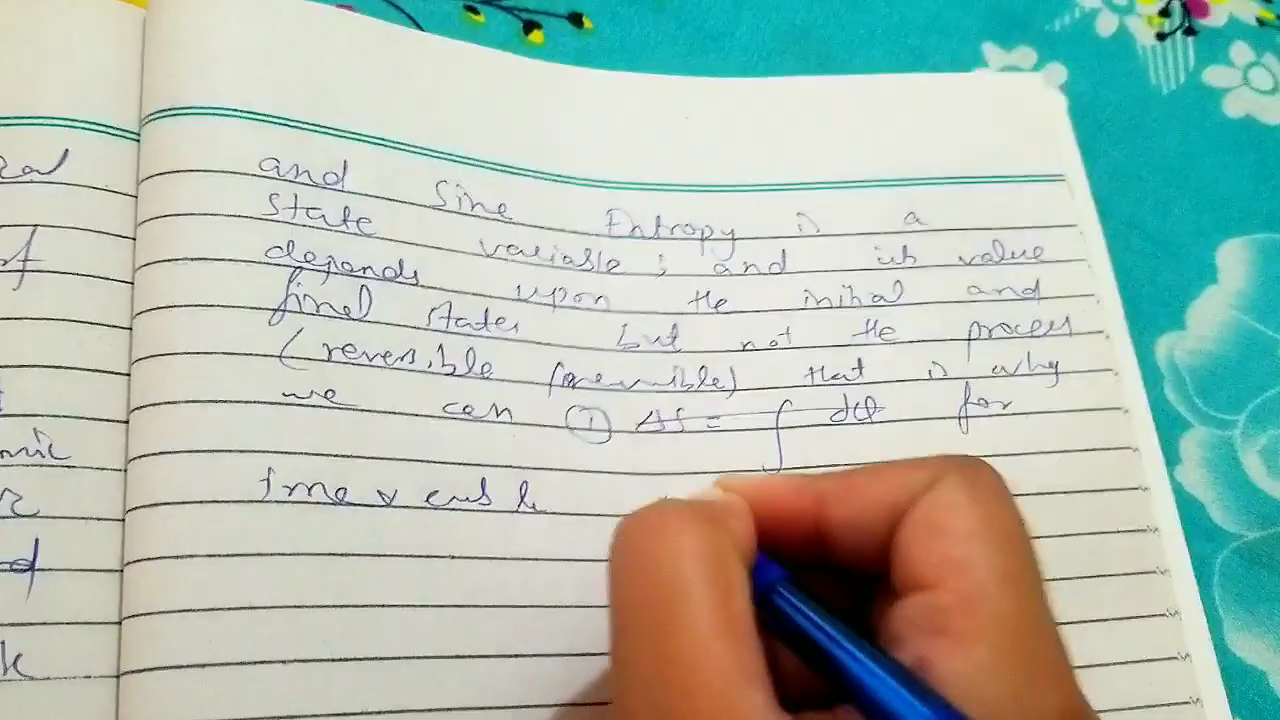 and Sine Entropy is a
state variable; and its value
depends upon the initial and
final states but not the process
(reversible irreversible) that is why
we can ① ΔS = ∫ dQ for
irreversible